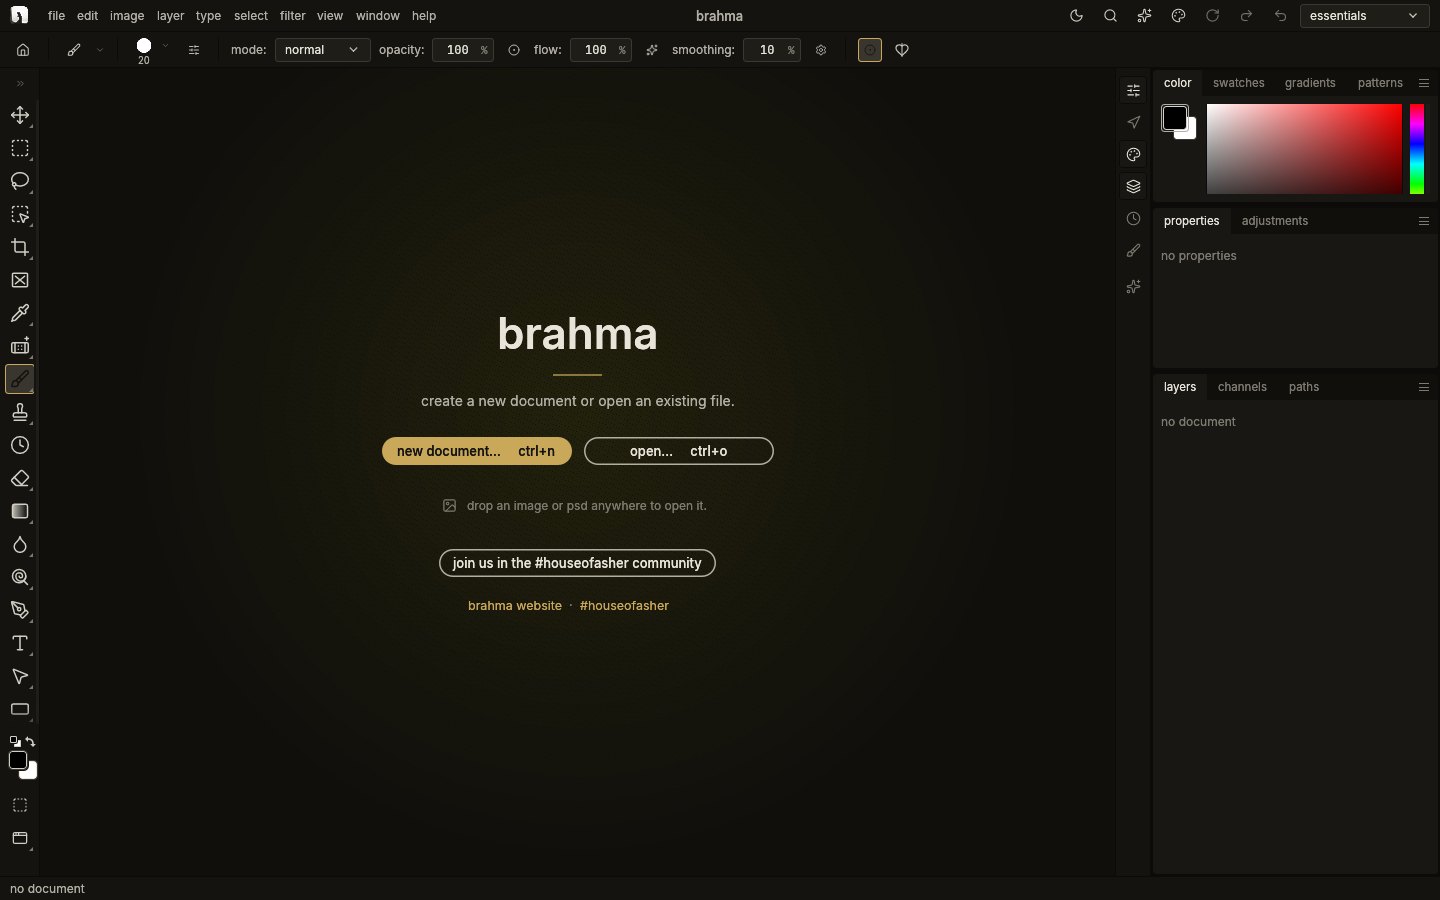 file edit image layer type select filter view window help
brahma
essentials
20
mode: normal opacity: 100 % flow: 100 % smoothing: 10 %
color swatches gradients patterns
properties adjustments
no properties
layers channels paths
no document
brahma
create a new document or open an existing file.
new document... ctrl+n
open... ctrl+o
drop an image or psd anywhere to open it.
join us in the #houseofasher community
brahma website · #houseofasher
no document